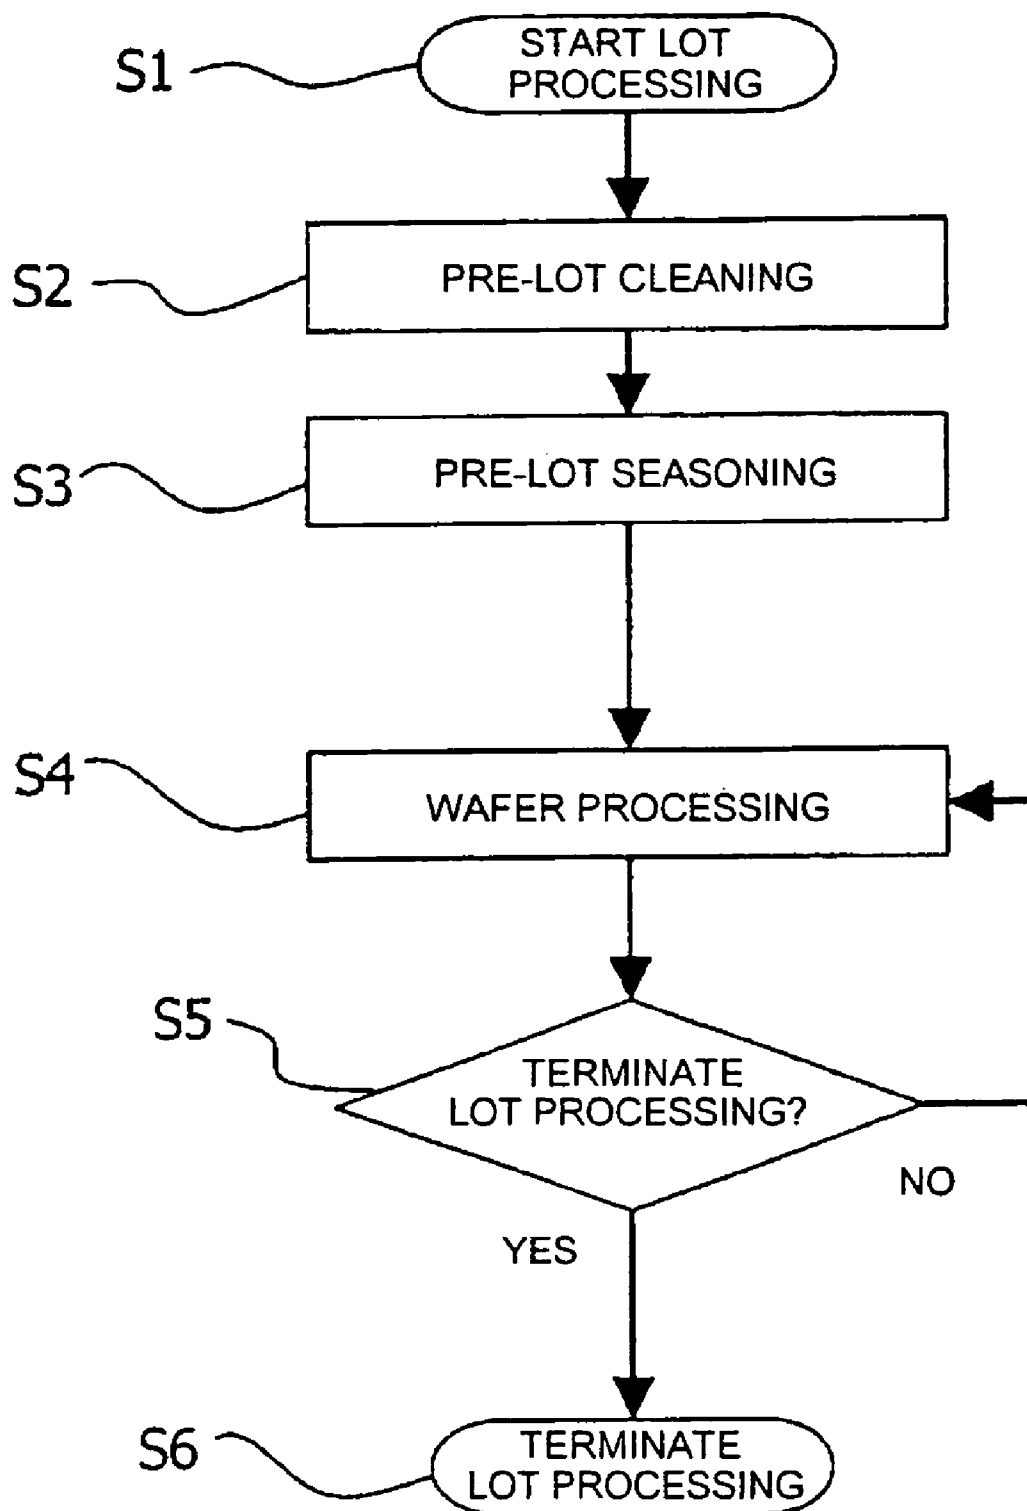 S1
START LOT
PROCESSING
S2
PRE-LOT CLEANING
S3
PRE-LOT SEASONING
S4
WAFER PROCESSING
S5
TERMINATE
LOT PROCESSING?
NO
YES
S6
TERMINATE
LOT PROCESSING